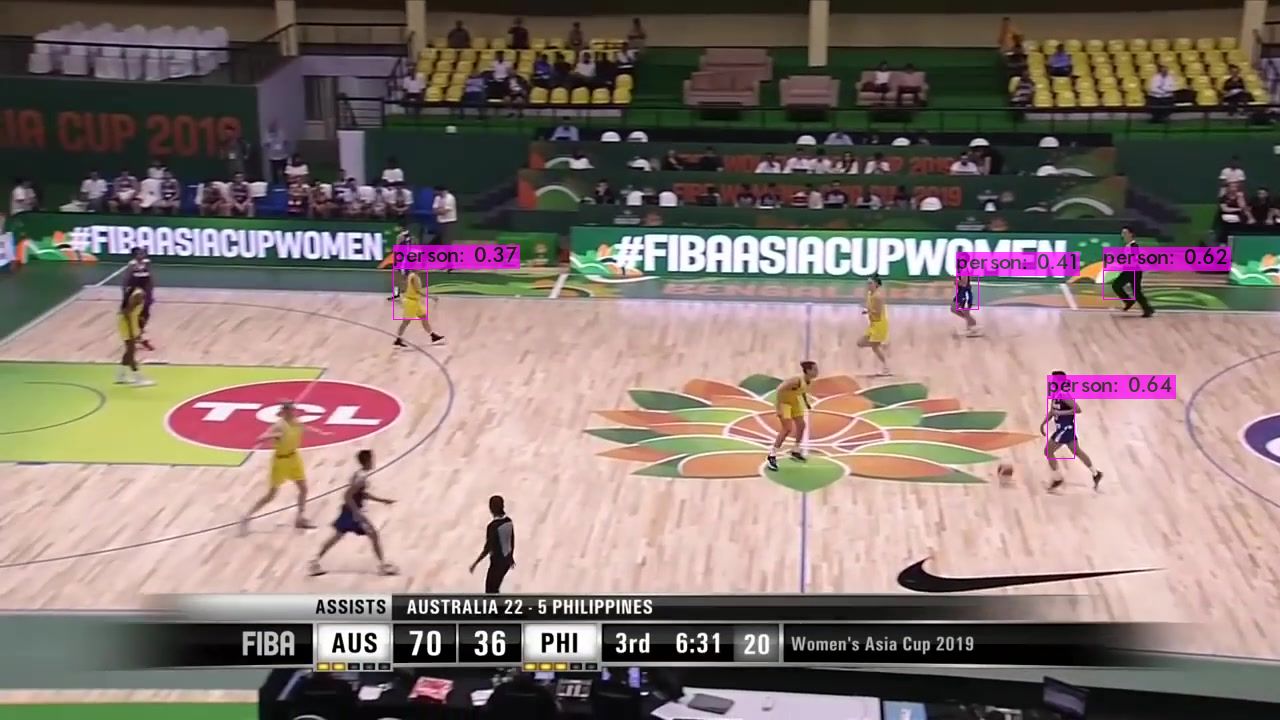 IA CUP 2019
#FIBAASIACUPWOMEN
#FIBAASIACUPWOMEN
person: 0.37
person: 0.41
person: 0.62
person: 0.64
TCL
ASSISTS AUSTRALIA 22 - 5 PHILIPPINES
FIBA AUS 70 36 PHI 3rd 6:31 20 Women's Asia Cup 2019